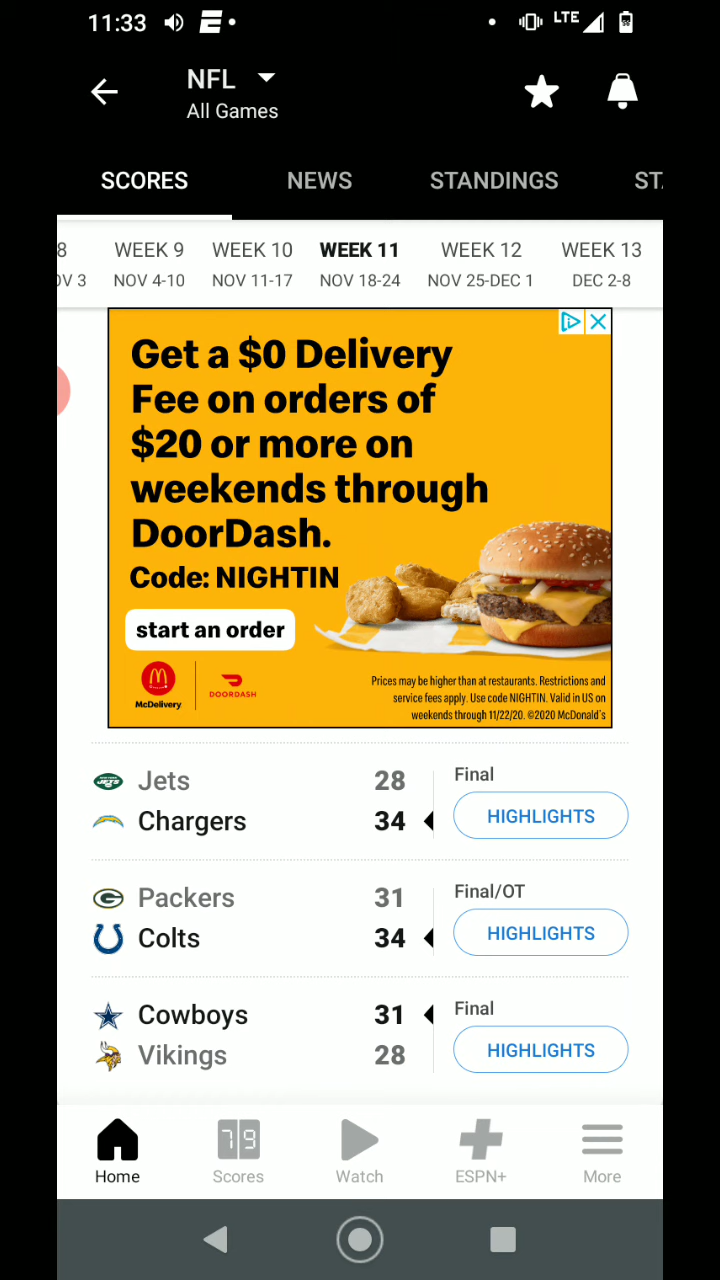 11:33
LTE
NFL
All Games
SCORES NEWS STANDINGS ST
8 WEEK 9 WEEK 10 WEEK 11 WEEK 12 WEEK 13
OV 3 NOV 4-10 NOV 11-17 NOV 18-24 NOV 25-DEC 1 DEC 2-8
Get a $0 Delivery
Fee on orders of
$20 or more on
weekends through
DoorDash.
Code: NIGHTIN
start an order
McDelivery
DOORDASH
Prices may be higher than at restaurants. Restrictions and
service fees apply. Use code NIGHTIN. Valid in US on
weekends through 11/22/20. ©2020 McDonald's
Jets 28 Final
Chargers 34 HIGHLIGHTS
Packers 31 Final/OT
Colts 34 HIGHLIGHTS
Cowboys 31 Final
Vikings 28 HIGHLIGHTS
7 9
Home Scores Watch ESPN+ More